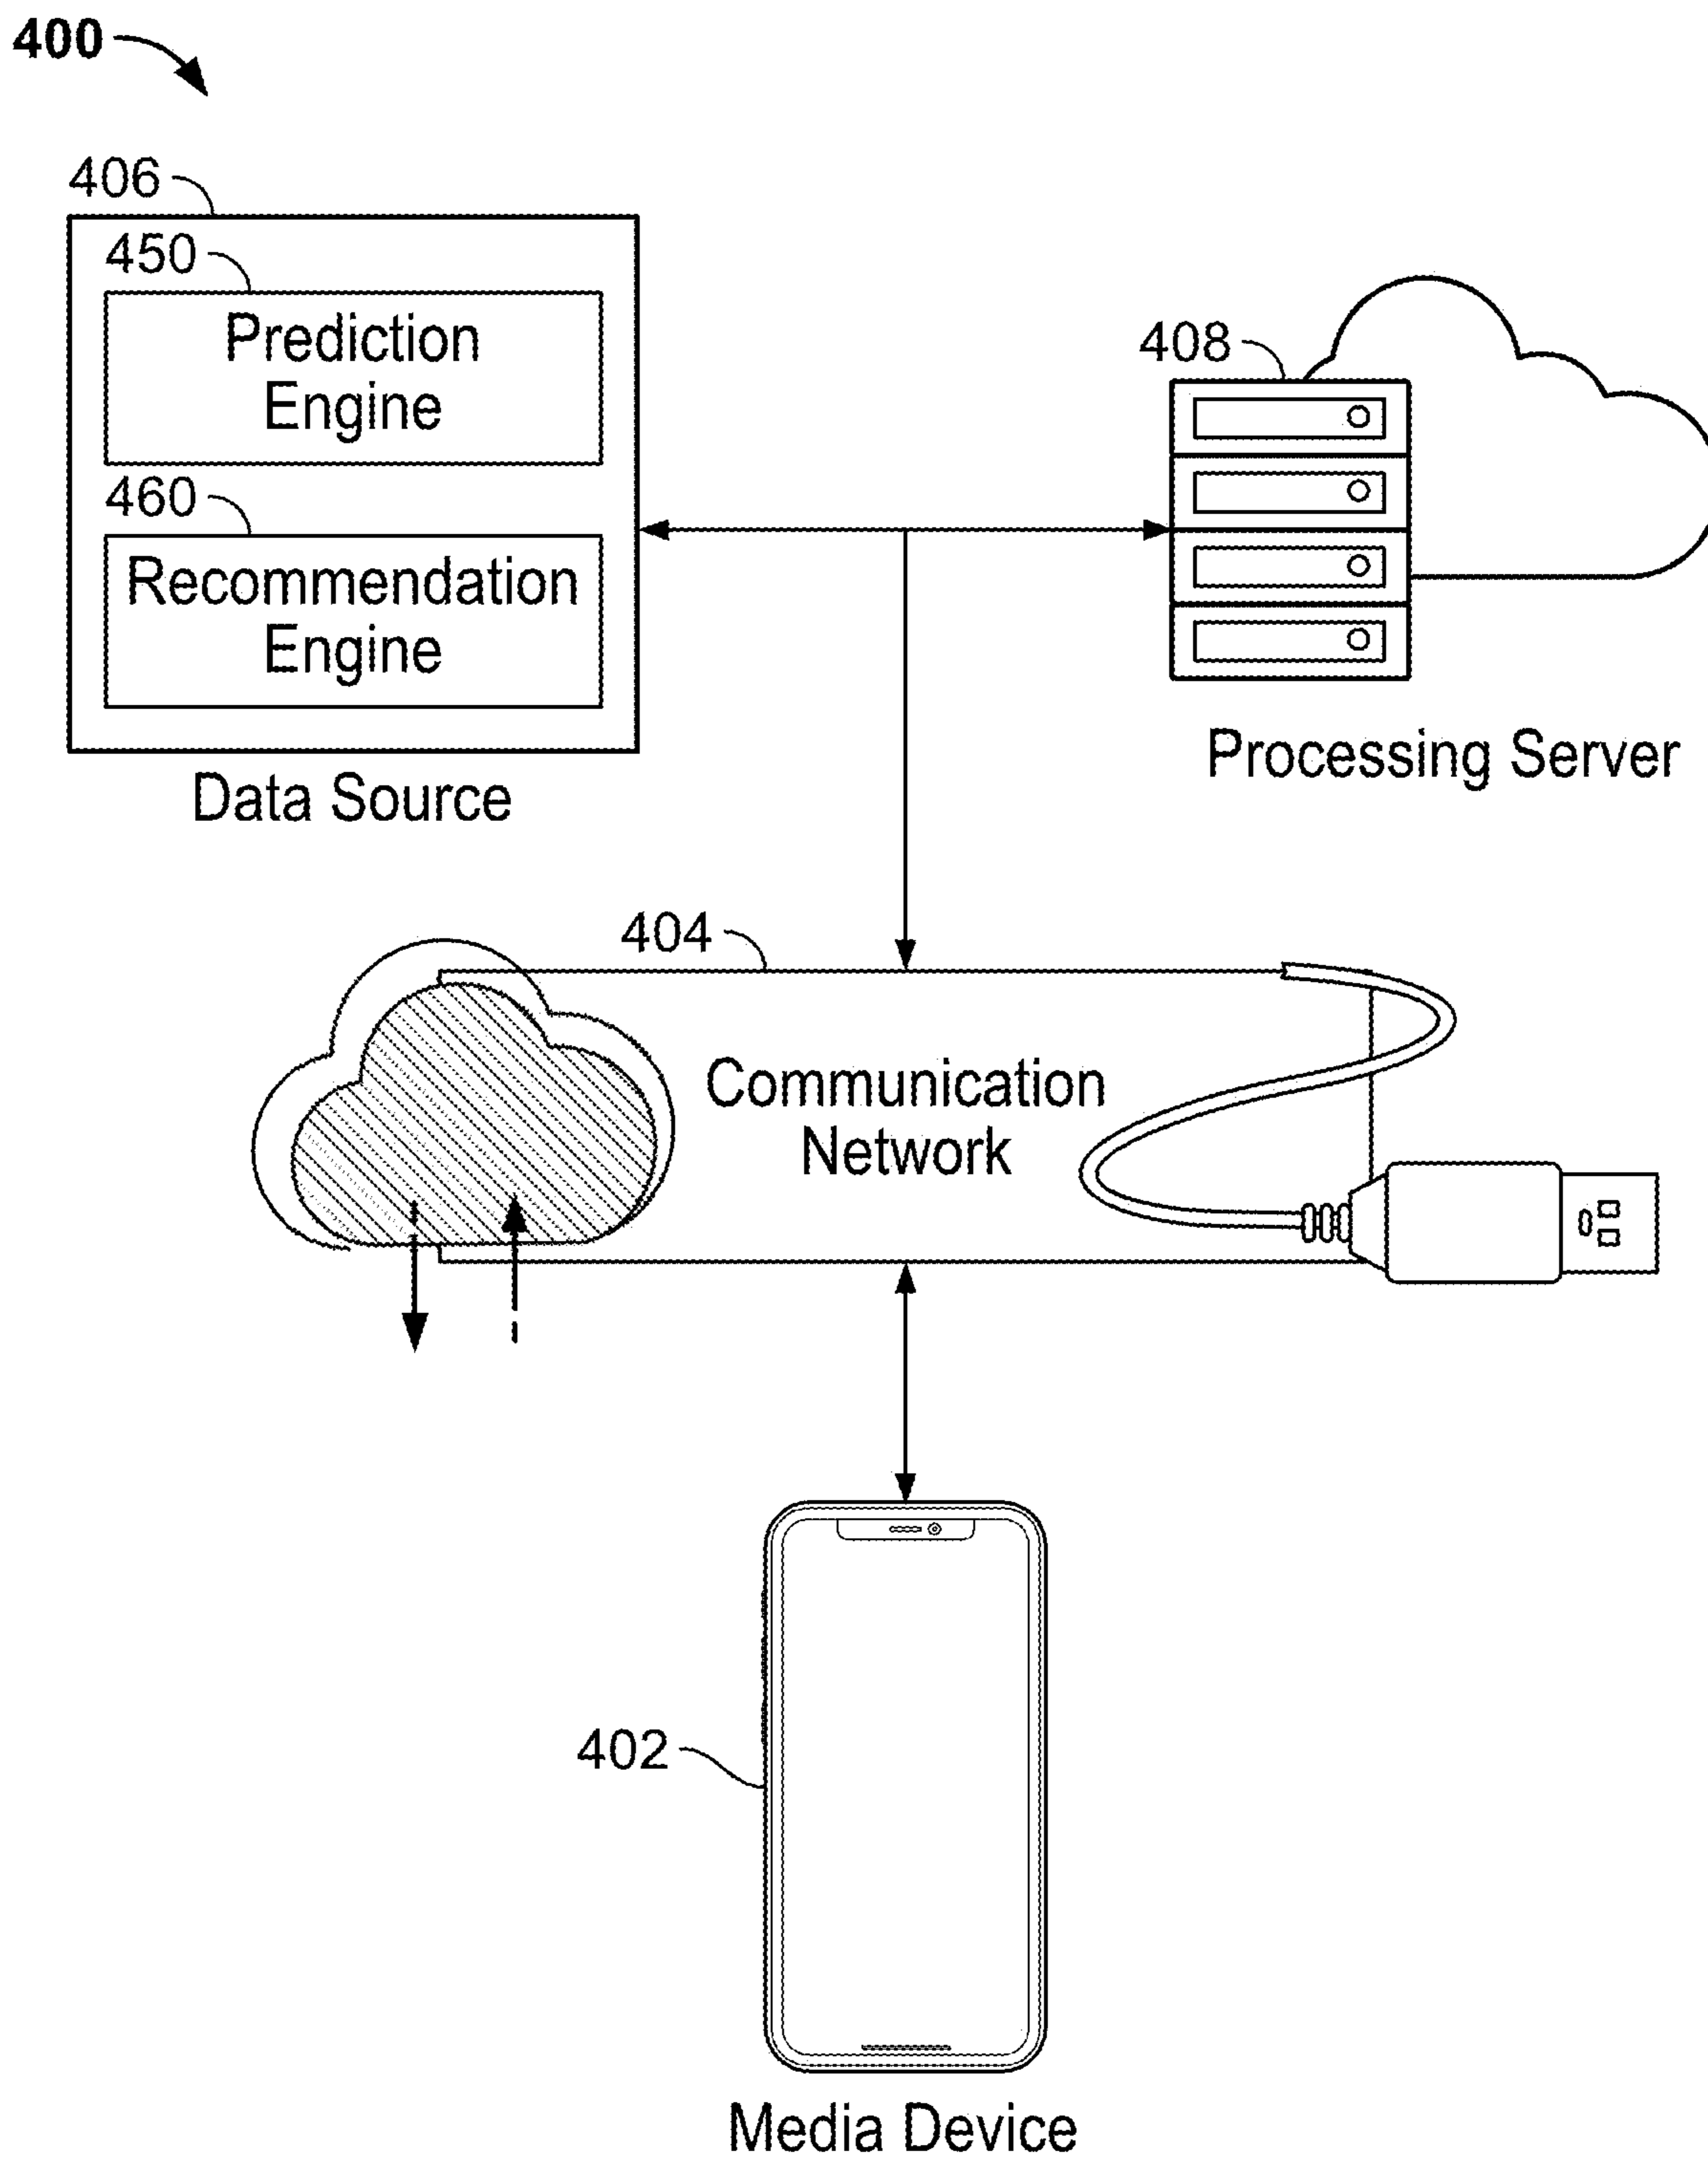 400
406
450
Prediction
Engine
460
Recommendation
Engine
Data Source
408
Processing Server
404
Communication
Network
402
Media Device